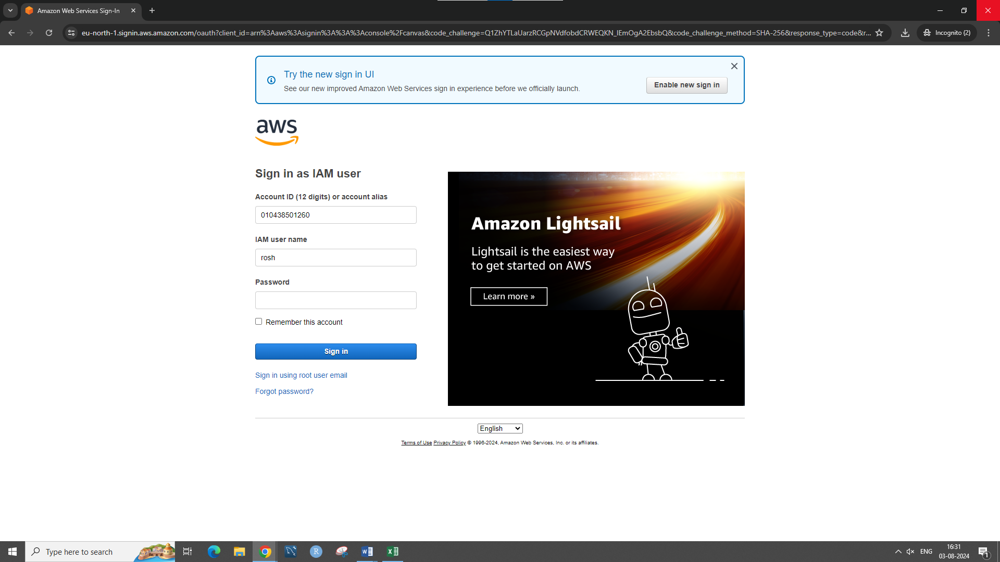 Amazon Web Services Sign-In
eu-north-1.signin.aws.amazon.com/oauth?client_id=arn%3Aaws%3Asignin%3A%3A%3Aconsole%2Fcanvas&code_challenge=Q1ZhYTLaUarzRCGpNVdfobdCRWEQKN_lEmOgA2EbsbQ&code_challenge_method=SHA-256&response_type=code&r...
Incognito (2)
Try the new sign in UI
See our new improved Amazon Web Services sign in experience before we officially launch.
Enable new sign in
aws
Sign in as IAM user
Account ID (12 digits) or account alias
010438501260
IAM user name
rosh
Password
Remember this account
Sign in
Sign in using root user email
Forgot password?
Amazon Lightsail
Lightsail is the easiest way
to get started on AWS
Learn more »
English
Terms of Use Privacy Policy © 1996-2024, Amazon Web Services, Inc. or its affiliates.
Type here to search
R
W
X
ENG
16:31
03-08-2024
1